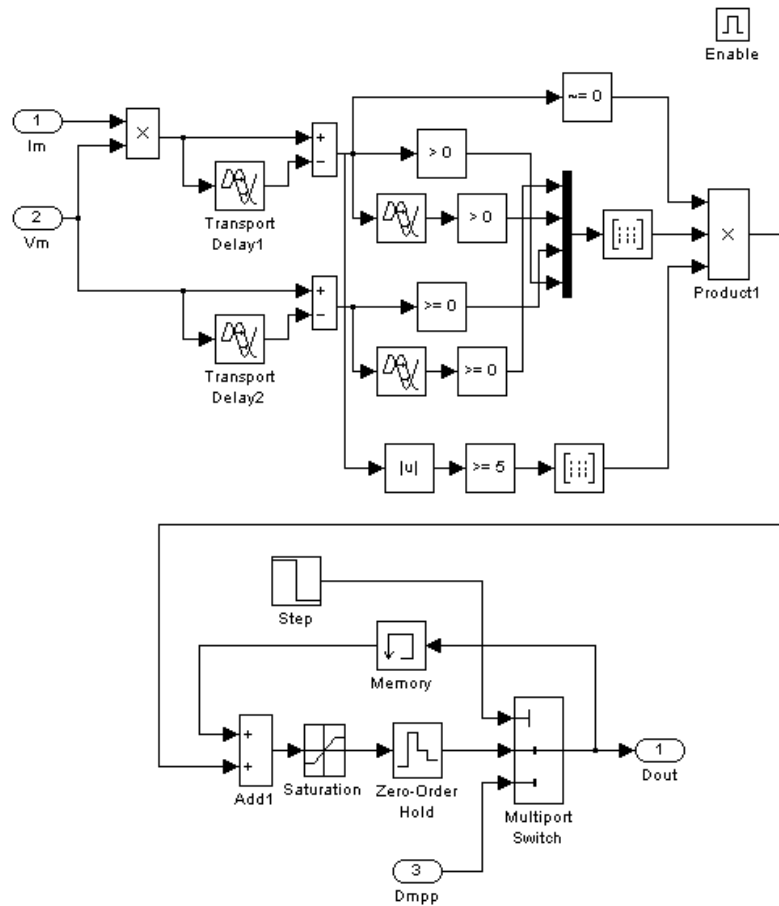 Enable
1
Im
×
+
−
~= 0
> 0
Transport
Delay1
> 0
2
Vm
×
Product1
+
−
>= 0
Transport
Delay2
>= 0
|u|
>= 5
Step
Memory
+
+
Add1
Saturation
Zero-Order
Hold
Multiport
Switch
1
Dout
3
Dmpp